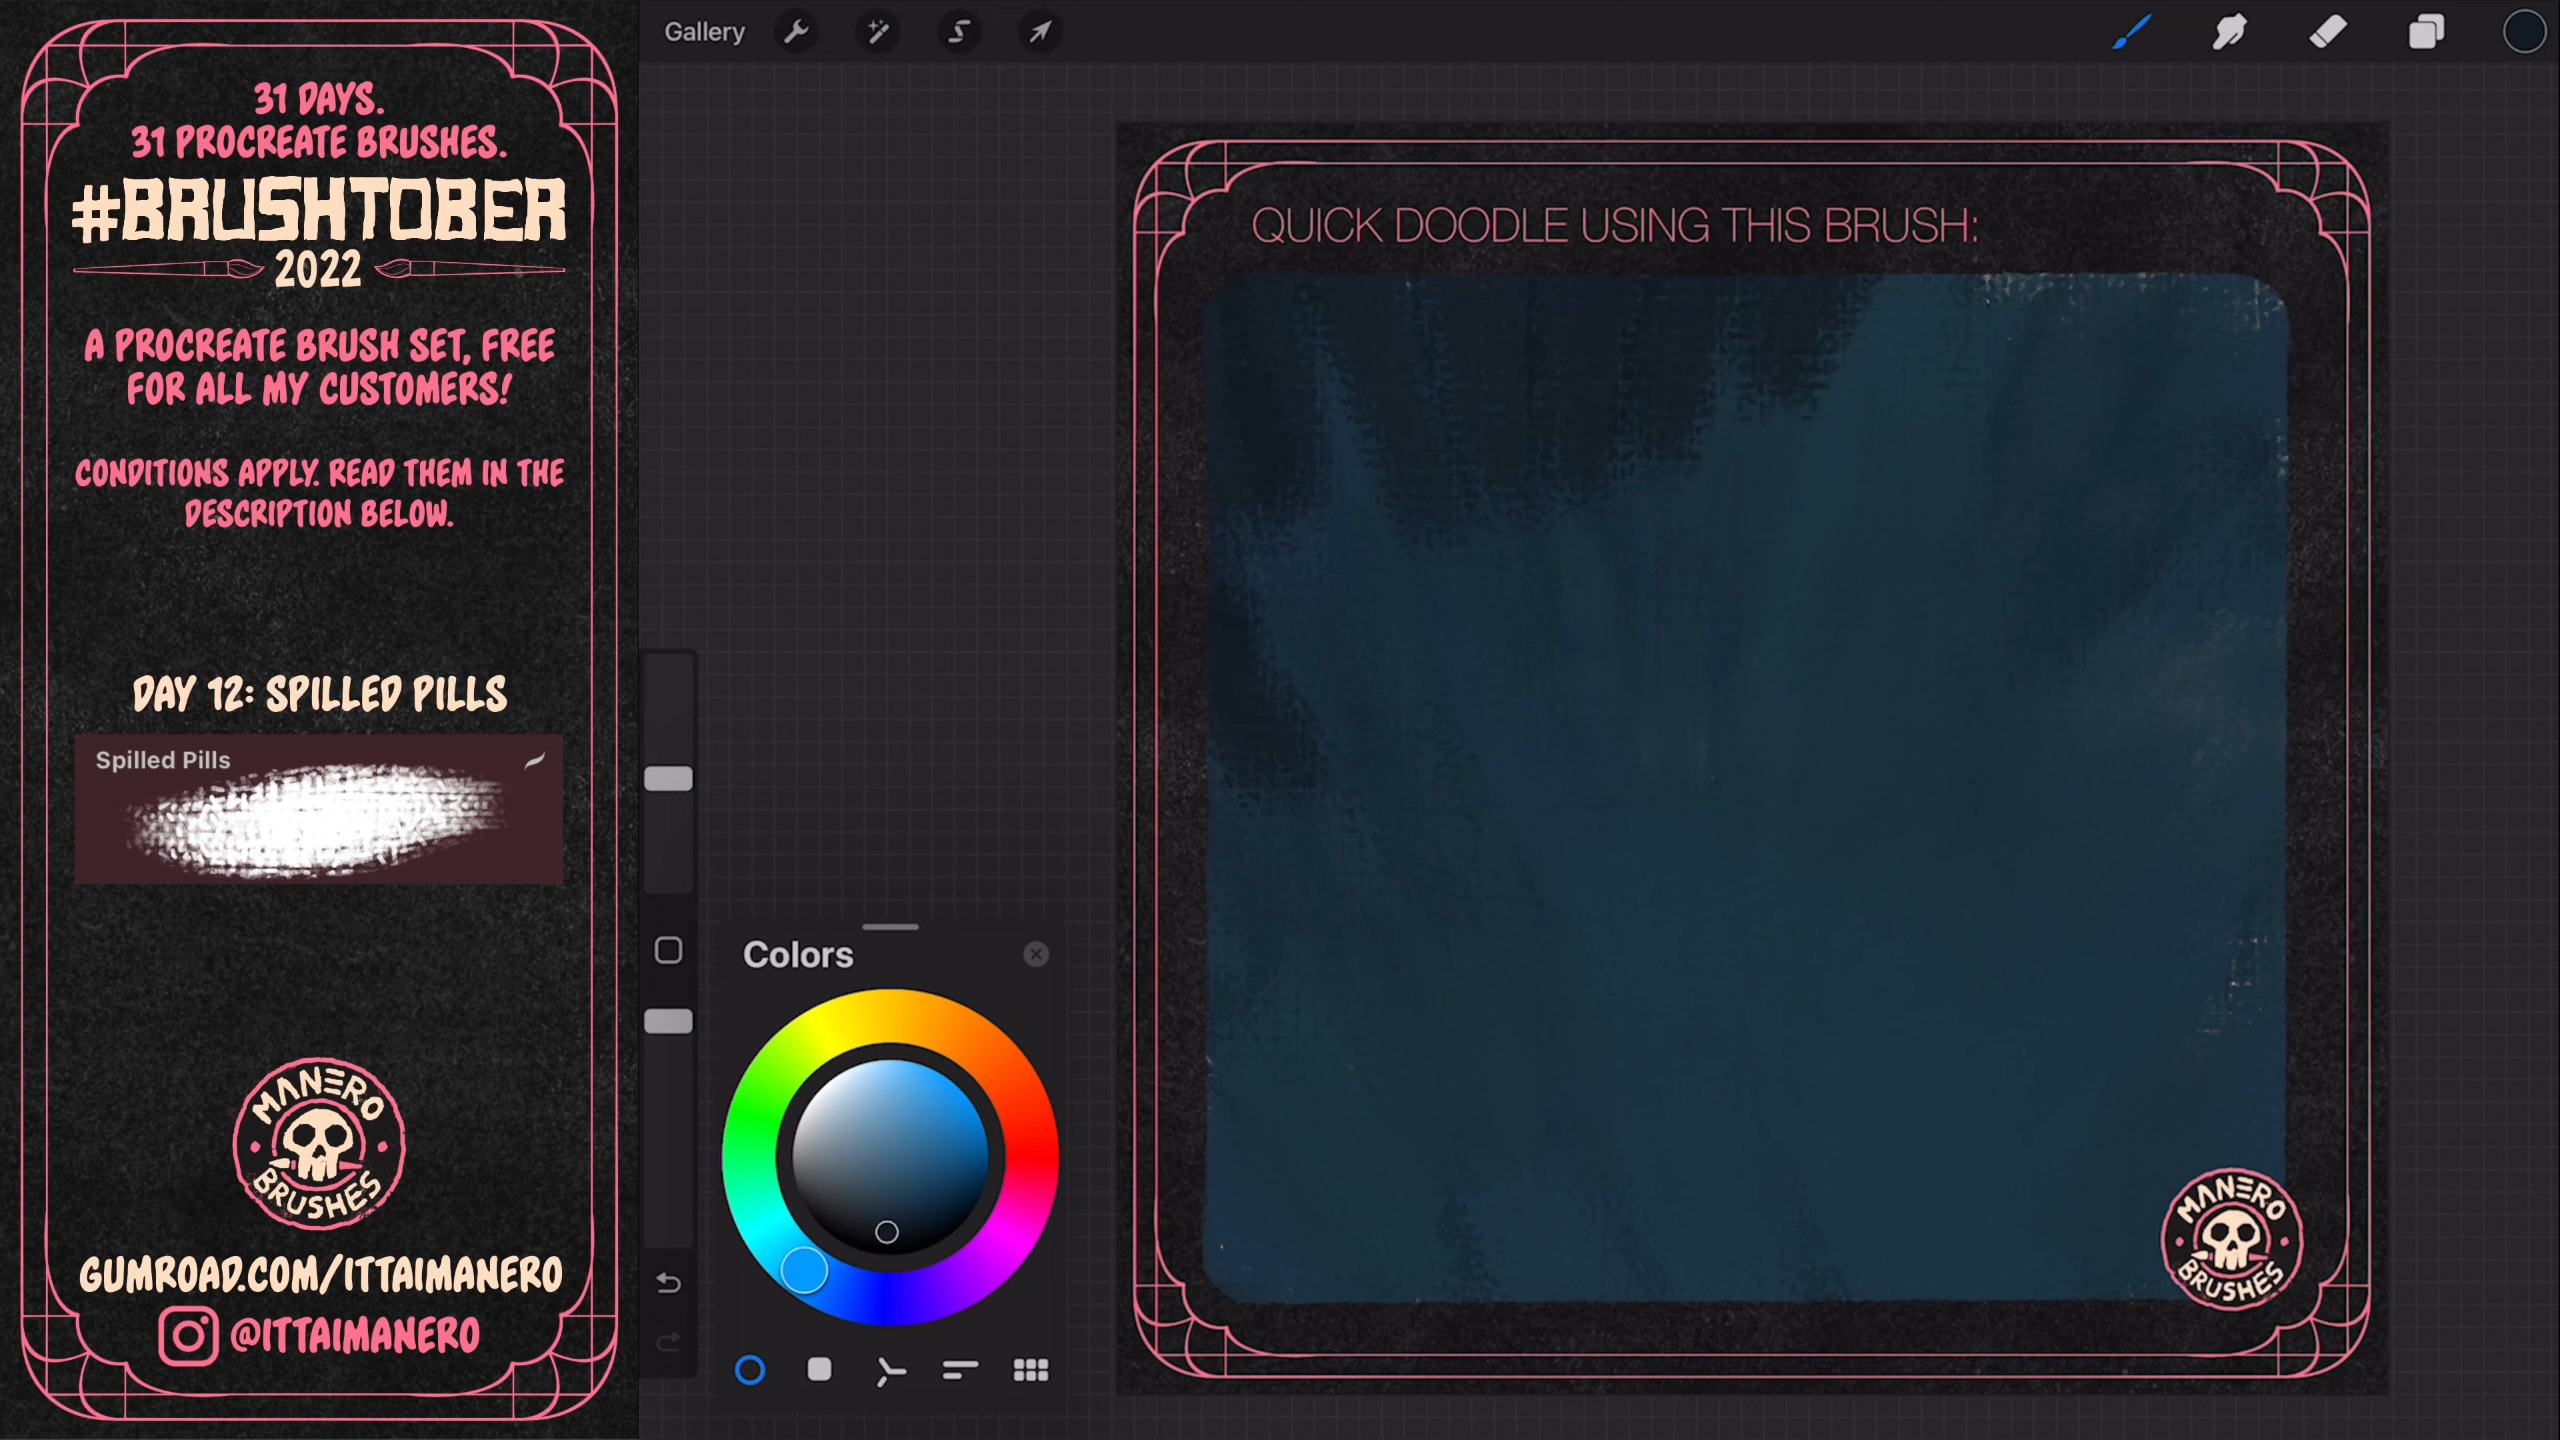 31 DAYS.
31 PROCREATE BRUSHES.
#BRUSHTOBER
2022
A PROCREATE BRUSH SET, FREE
FOR ALL MY CUSTOMERS!
CONDITIONS APPLY. READ THEM IN THE
DESCRIPTION BELOW.
DAY 12: SPILLED PILLS
Spilled Pills
MANERO
BRUSHES
GUMROAD.COM/ITTAIMANERO
@ITTAIMANERO
Gallery
QUICK DOODLE USING THIS BRUSH:
Colors
MANERO
BRUSHES